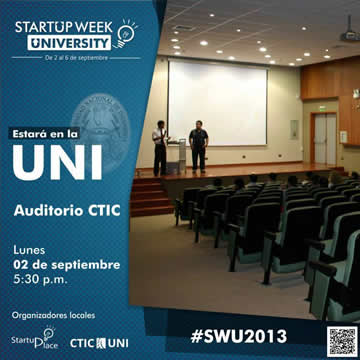 STARTUP WEEK
UNIVERSITY
De 2 al 6 de septiembre
Estará en la
UNI
Auditorio CTIC
Lunes
02 de septiembre
5:30 p.m.
Organizadores locales
StartuPlace
CTIC UNI
#SWU2013